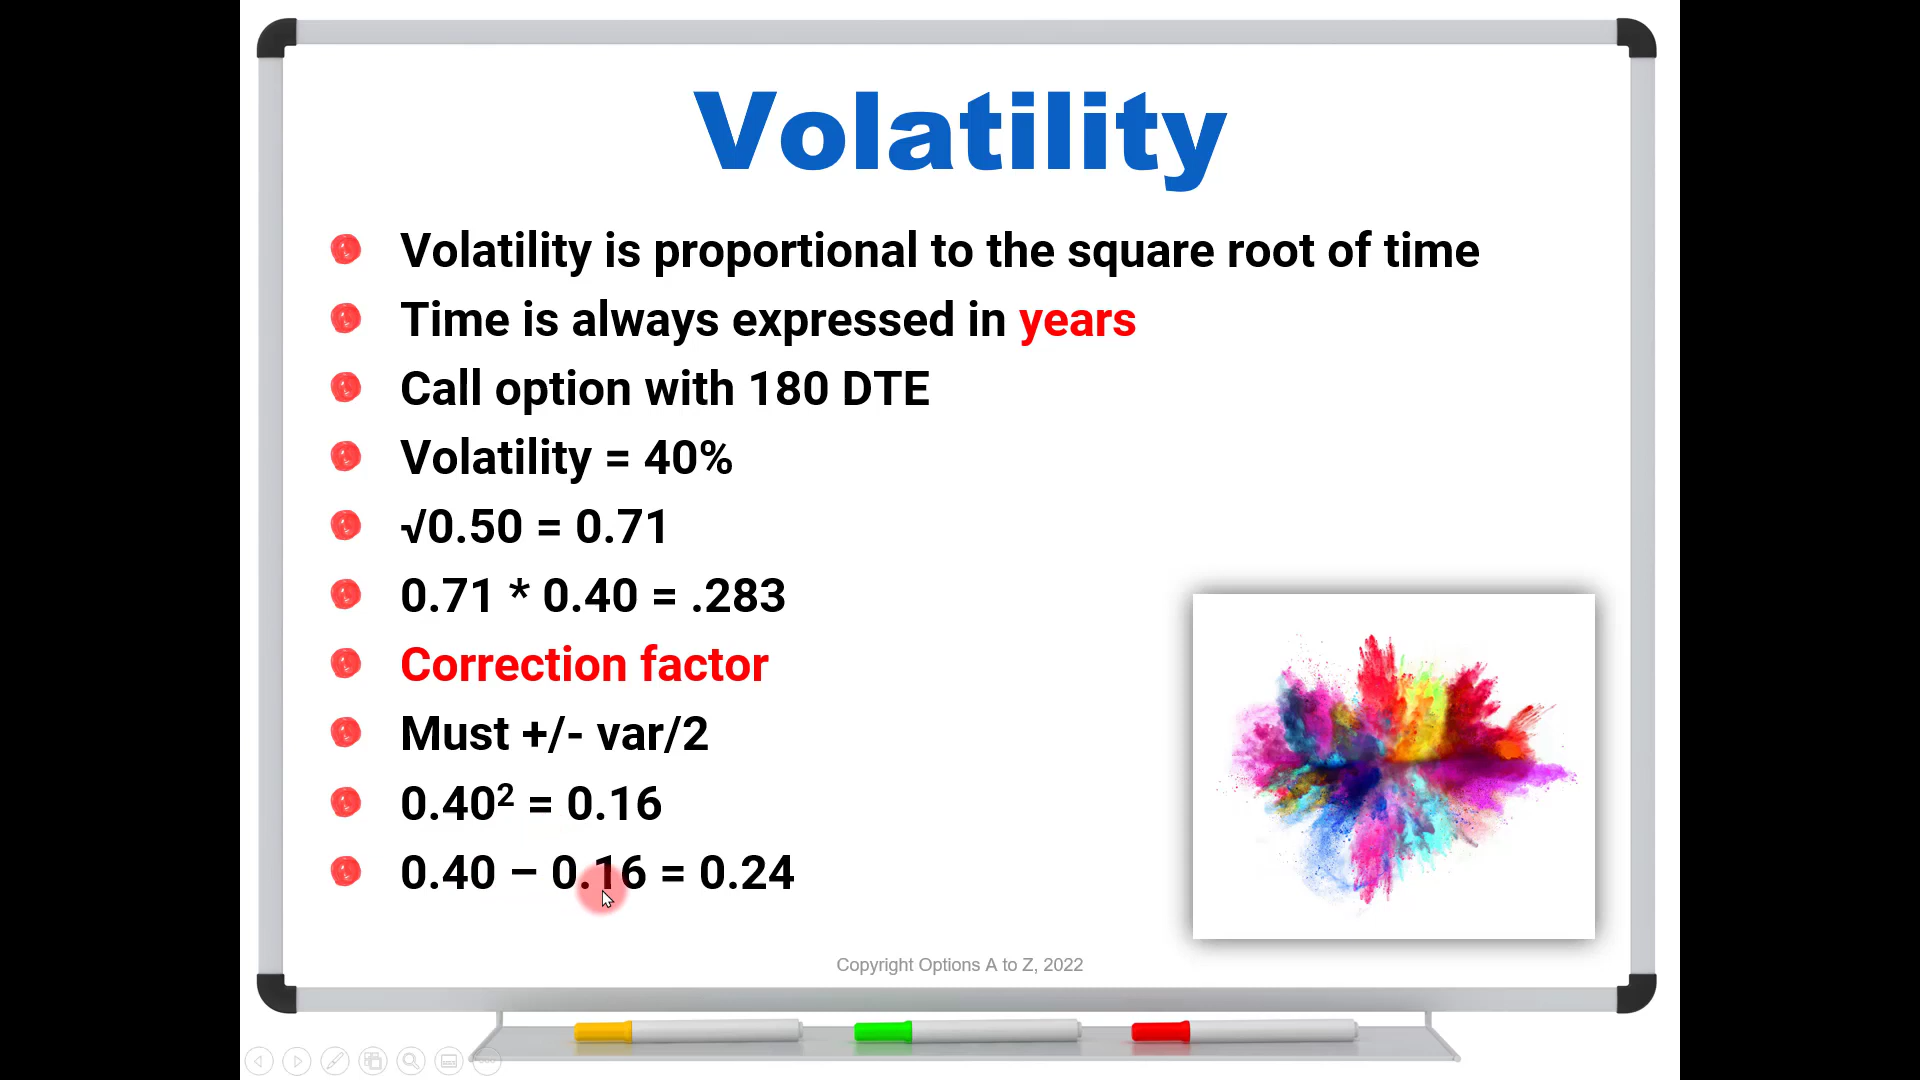 Volatility
Volatility is proportional to the square root of time
Time is always expressed in years
Call option with 180 DTE
Volatility = 40%
√0.50 = 0.71
0.71 * 0.40 = .283
Correction factor
Must +/- var/2
0.40² = 0.16
0.40 – 0.16 = 0.24
Copyright Options A to Z, 2022